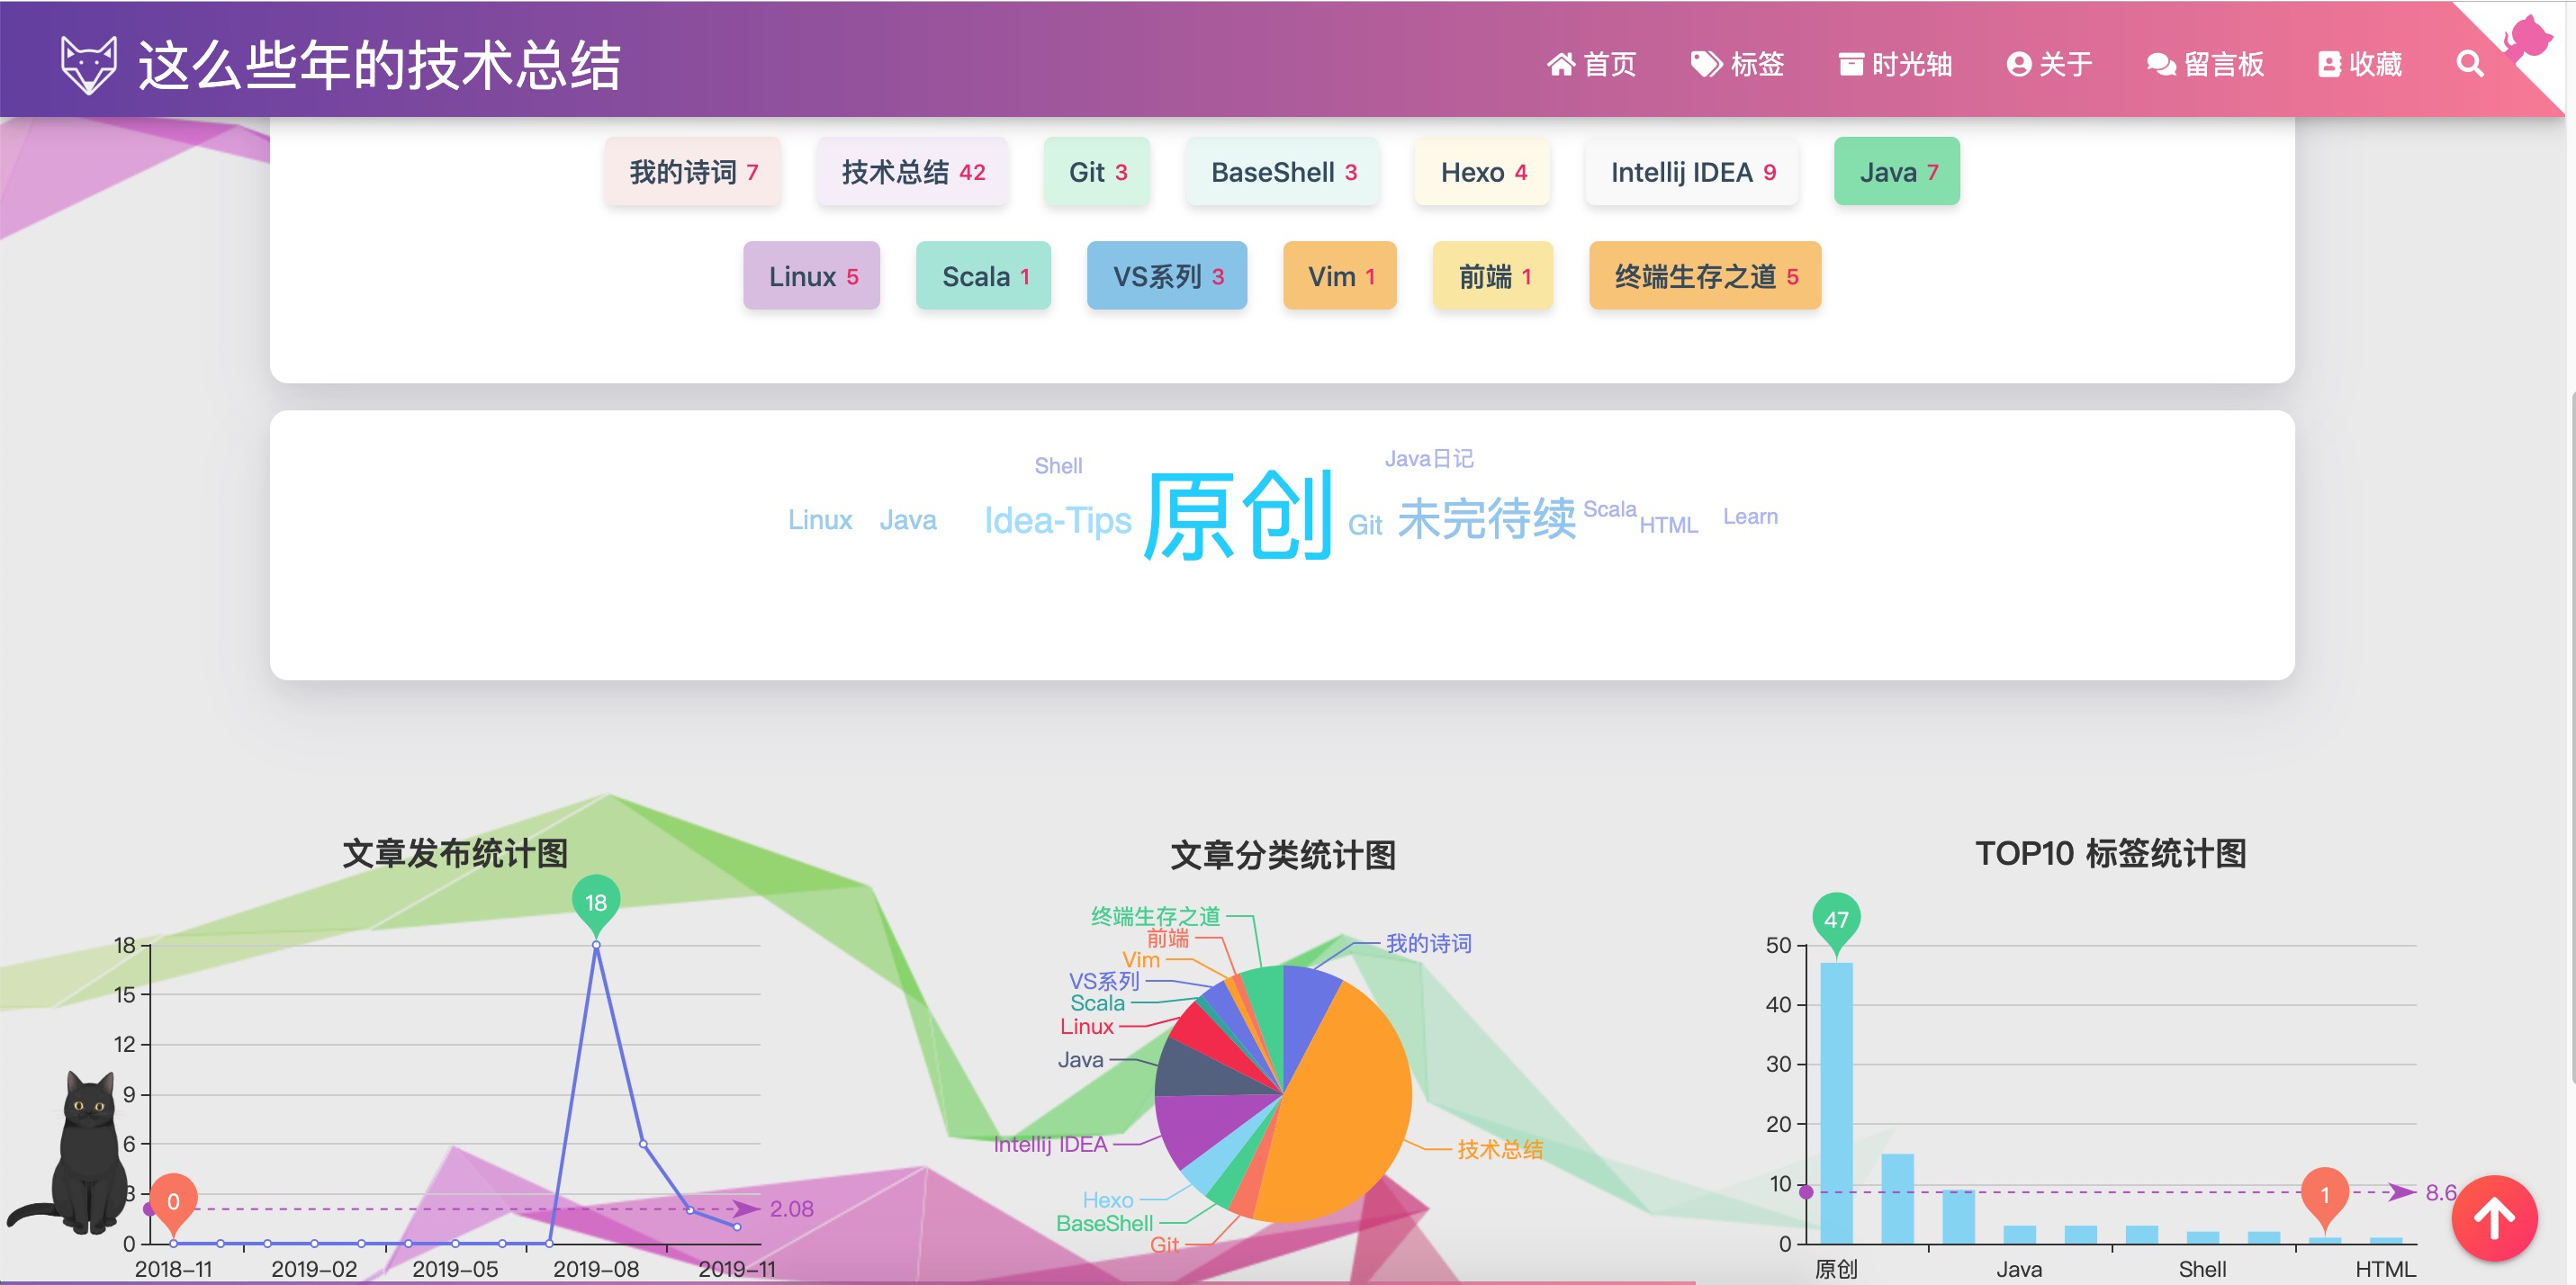 这么些年的技术总结
首页 标签 时光轴 关于 留言板 收藏
我的诗词 7 技术总结 42 Git 3 BaseShell 3 Hexo 4 Intellij IDEA 9 Java 7
Linux 5 Scala 1 VS系列 3 Vim 1 前端 1 终端生存之道 5
Shell Java日记
Linux Java Idea-Tips 原创 Git 未完待续 Scala HTML Learn
文章发布统计图
18
18
15
12
9
6
3
0
0
2.08
2018-11 2019-02 2019-05 2019-08 2019-11
文章分类统计图
终端生存之道
前端
Vim
VS系列
Scala
Linux
Java
Intellij IDEA
Hexo
BaseShell
Git
我的诗词
技术总结
TOP10 标签统计图
47
50
40
30
20
10
0
1
8.6
原创 Java Shell HTML